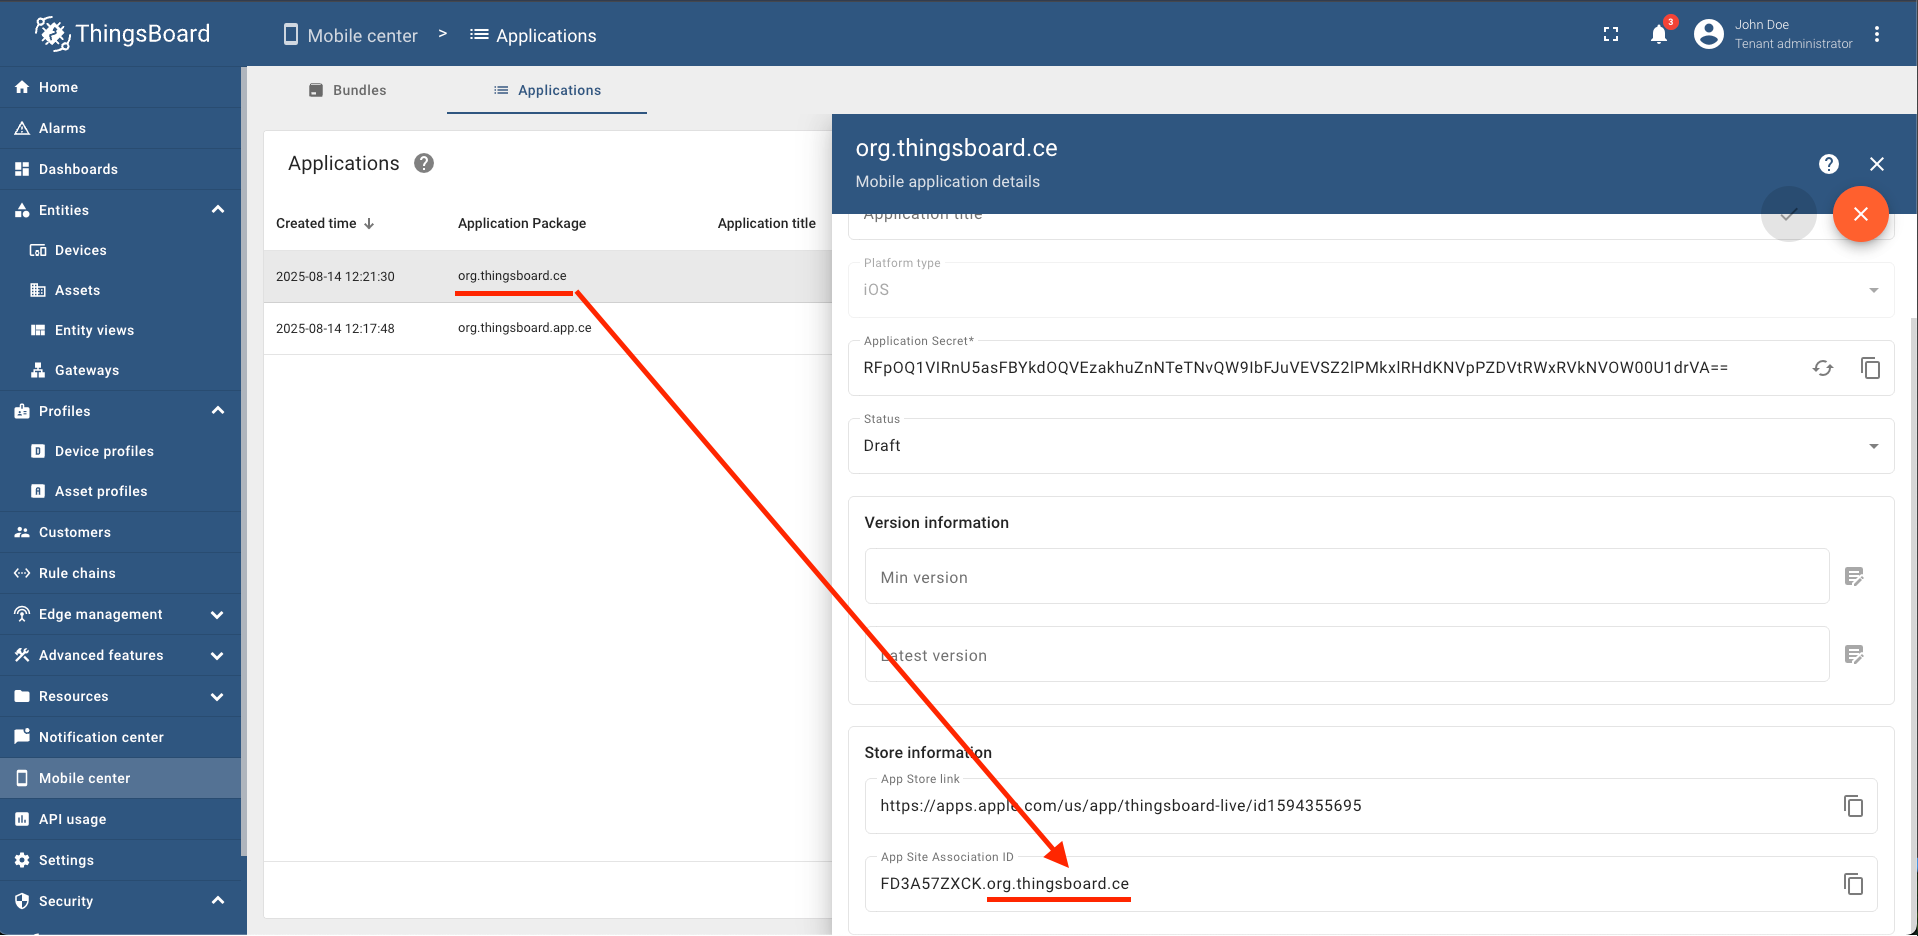 ThingsBoard
Mobile center > Applications
3
John Doe
Tenant administrator
Home
Alarms
Dashboards
Entities
Devices
Assets
Entity views
Gateways
Profiles
Device profiles
Asset profiles
Customers
Rule chains
Edge management
Advanced features
Resources
Notification center
Mobile center
API usage
Settings
Security
Bundles
Applications
Applications
Created time Application Package Application title
2025-08-14 12:21:30 org.thingsboard.ce
2025-08-14 12:17:48 org.thingsboard.app.ce
org.thingsboard.ce
Mobile application details
Application title
Platform type
iOS
Application Secret*
RFpOQ1VIRnU5asFBYkdOQVEzakhuZnNTeTNvQW9IbFJuVEVSZ2lPMkxlRHdKNVpPZDVtRWxRVkNVOW00U1drVA==
Status
Draft
Version information
Min version
Latest version
Store information
App Store link
https://apps.apple.com/us/app/thingsboard-live/id1594355695
App Site Association ID
FD3A57ZXCK.org.thingsboard.ce